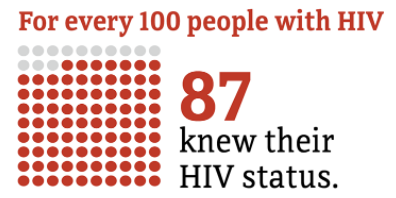 For every 100 people with HIV
87
knew their
HIV status.